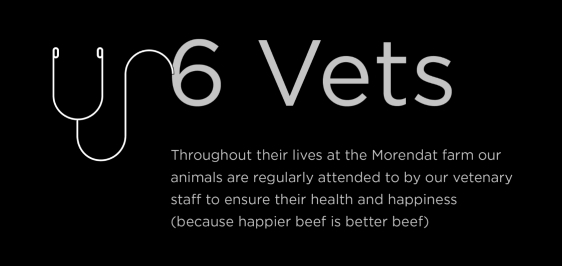 6 Vets
Throughout their lives at the Morendat farm our
animals are regularly attended to by our vetenary
staff to ensure their health and happiness
(because happier beef is better beef)